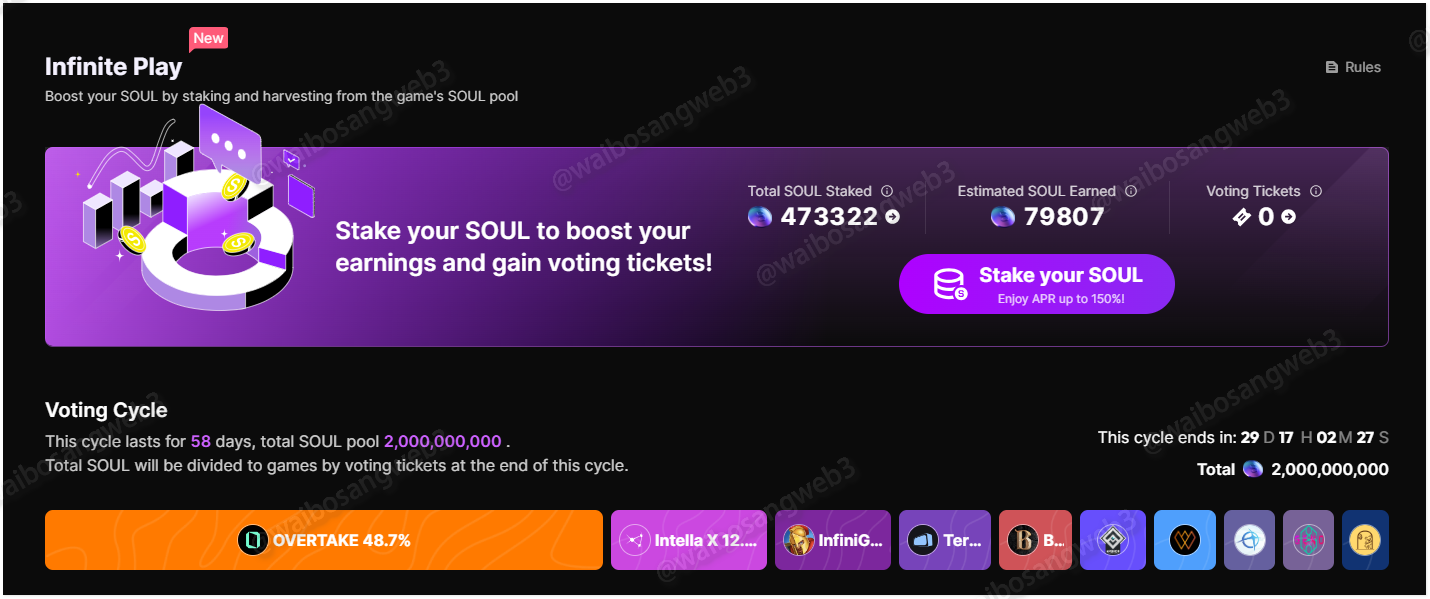 New
Infinite Play
Rules
Boost your SOUL by staking and harvesting from the game's SOUL pool
Stake your SOUL to boost your
earnings and gain voting tickets!
Total SOUL Staked
473322
Estimated SOUL Earned
79807
Voting Tickets
0
Stake your SOUL
Enjoy APR up to 150%!
Voting Cycle
This cycle lasts for 58 days, total SOUL pool 2,000,000,000 .
Total SOUL will be divided to games by voting tickets at the end of this cycle.
This cycle ends in: 29 D 17 H 02 M 27 S
Total 2,000,000,000
OVERTAKE 48.7%
Intella X 12....
InfiniG...
Ter...
B...
@waibosangweb3